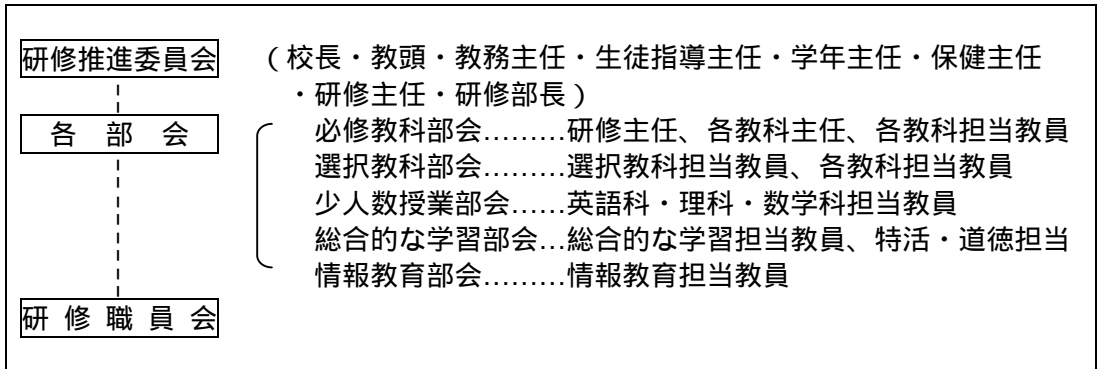 研修推進委員会 (校長・教頭・教務主任・生徒指導主任・学年主任・保健主任
・研修主任・研修部長)
各部会 必修教科部会………研修主任、各教科主任、各教科担当教員
選択教科部会……選択教科担当教員、各教科担当教員
少人数授業部会……英語科・理科・数学科担当教員
総合的な学習部会…総合的な学習担当教員、特活・道徳担当
情報教育部会………情報教育担当教員
研修職員会